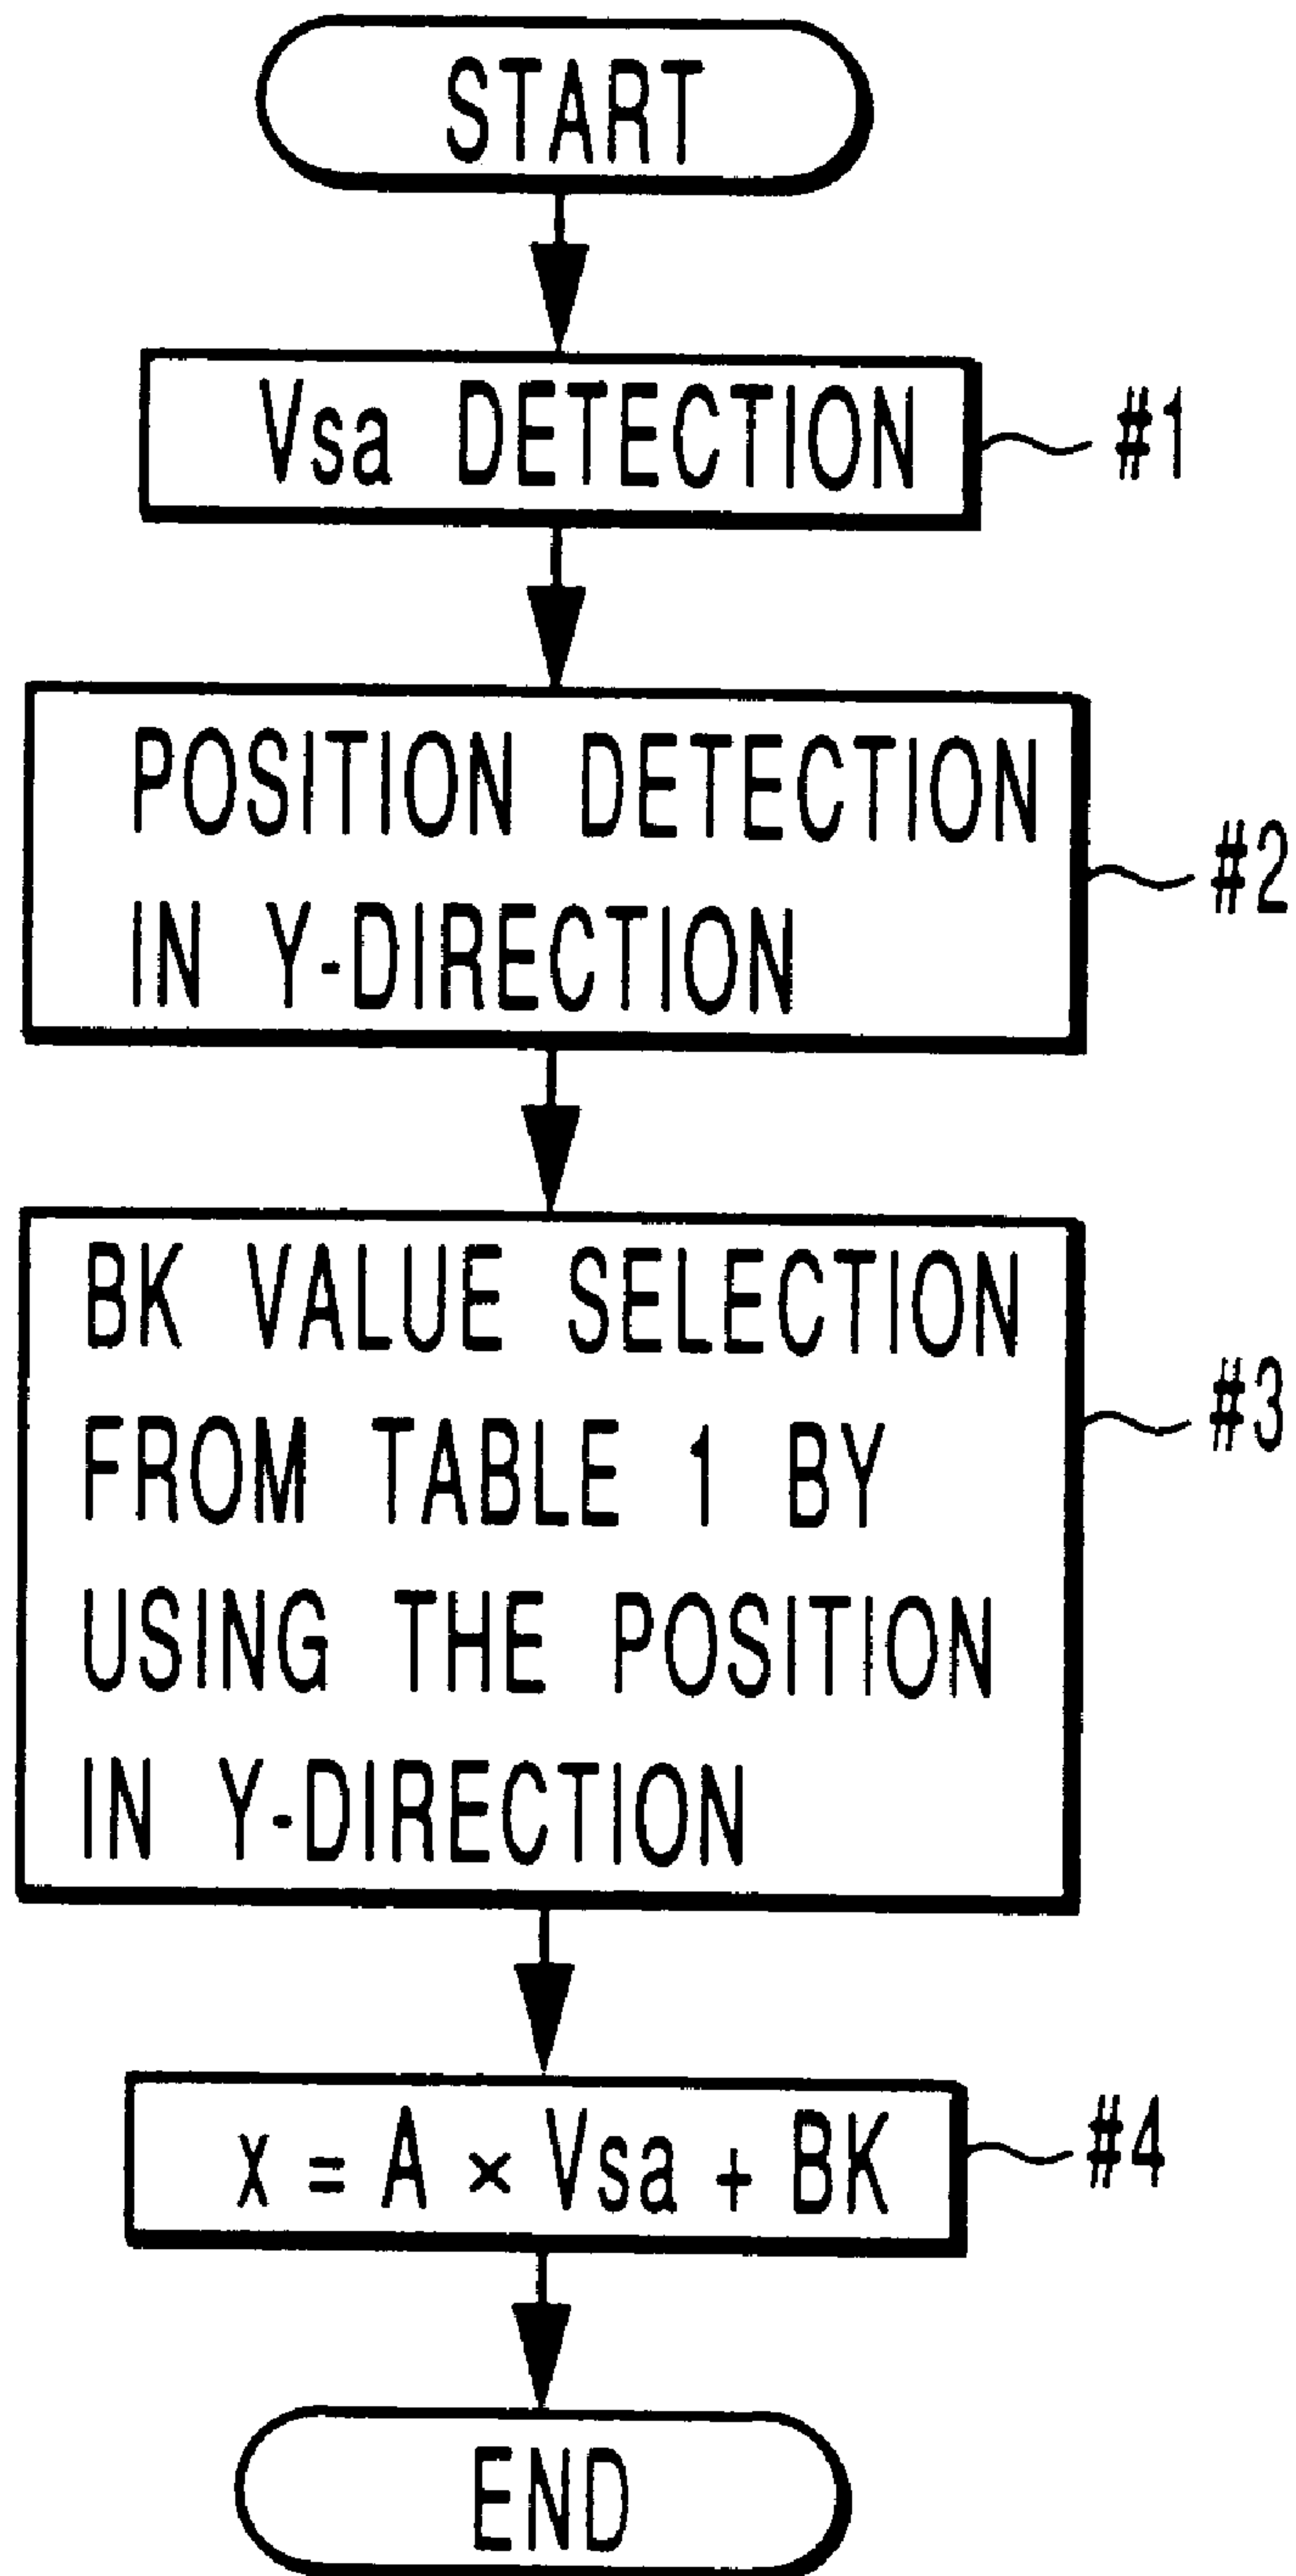 START
Vsa DETECTION
#1
POSITION DETECTION
IN Y-DIRECTION
#2
BK VALUE SELECTION
FROM TABLE 1 BY
USING THE POSITION
IN Y-DIRECTION
#3
x = A × Vsa + BK
#4
END